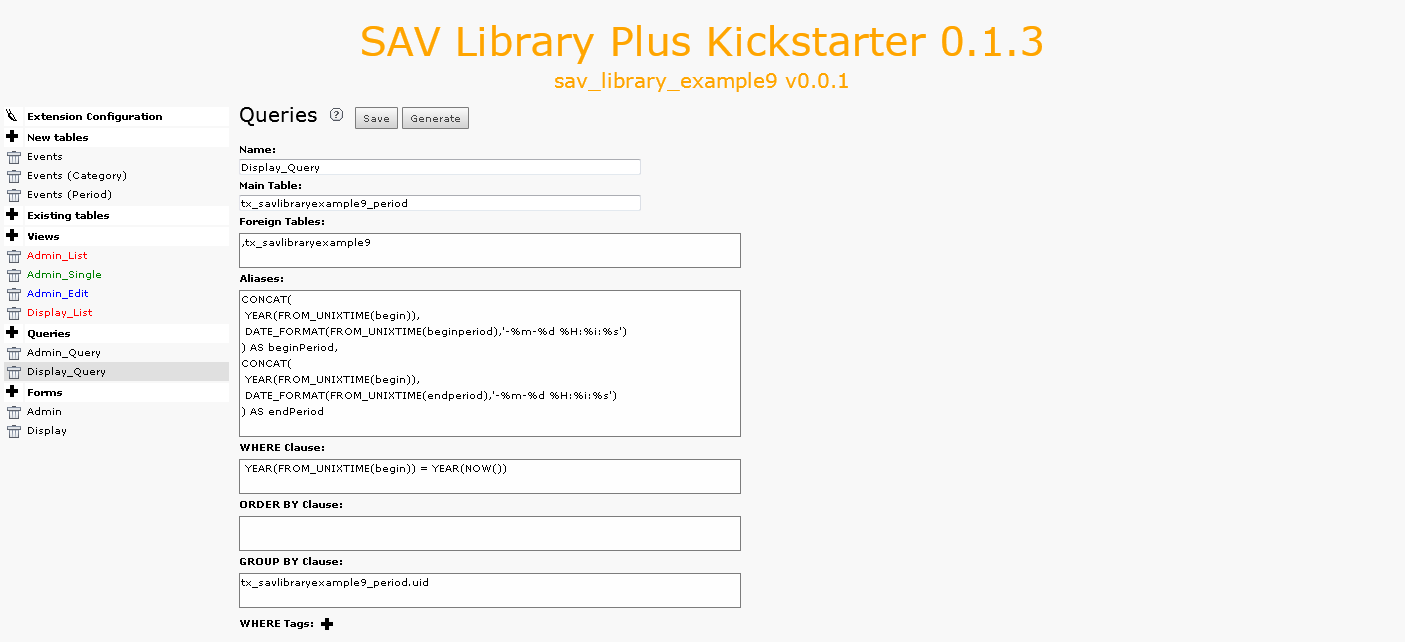 SAV Library Plus Kickstarter 0.1.3
sav_library_example9 v0.0.1
Extension Configuration
New tables
Events
Events (Category)
Events (Period)
Existing tables
Views
Admin_List
Admin_Single
Admin_Edit
Display_List
Queries
Admin_Query
Display_Query
Forms
Admin
Display
Queries ? Save Generate
Name:
Display_Query
Main Table:
tx_savlibraryexample9_period
Foreign Tables:
,tx_savlibraryexample9
Aliases:
CONCAT(
YEAR(FROM_UNIXTIME(begin)),
DATE_FORMAT(FROM_UNIXTIME(beginperiod),'-%m-%d %H:%i:%s')
) AS beginPeriod,
CONCAT(
YEAR(FROM_UNIXTIME(begin)),
DATE_FORMAT(FROM_UNIXTIME(endperiod),'-%m-%d %H:%i:%s')
) AS endPeriod
WHERE Clause:
YEAR(FROM_UNIXTIME(begin)) = YEAR(NOW())
ORDER BY Clause:
GROUP BY Clause:
tx_savlibraryexample9_period.uid
WHERE Tags: